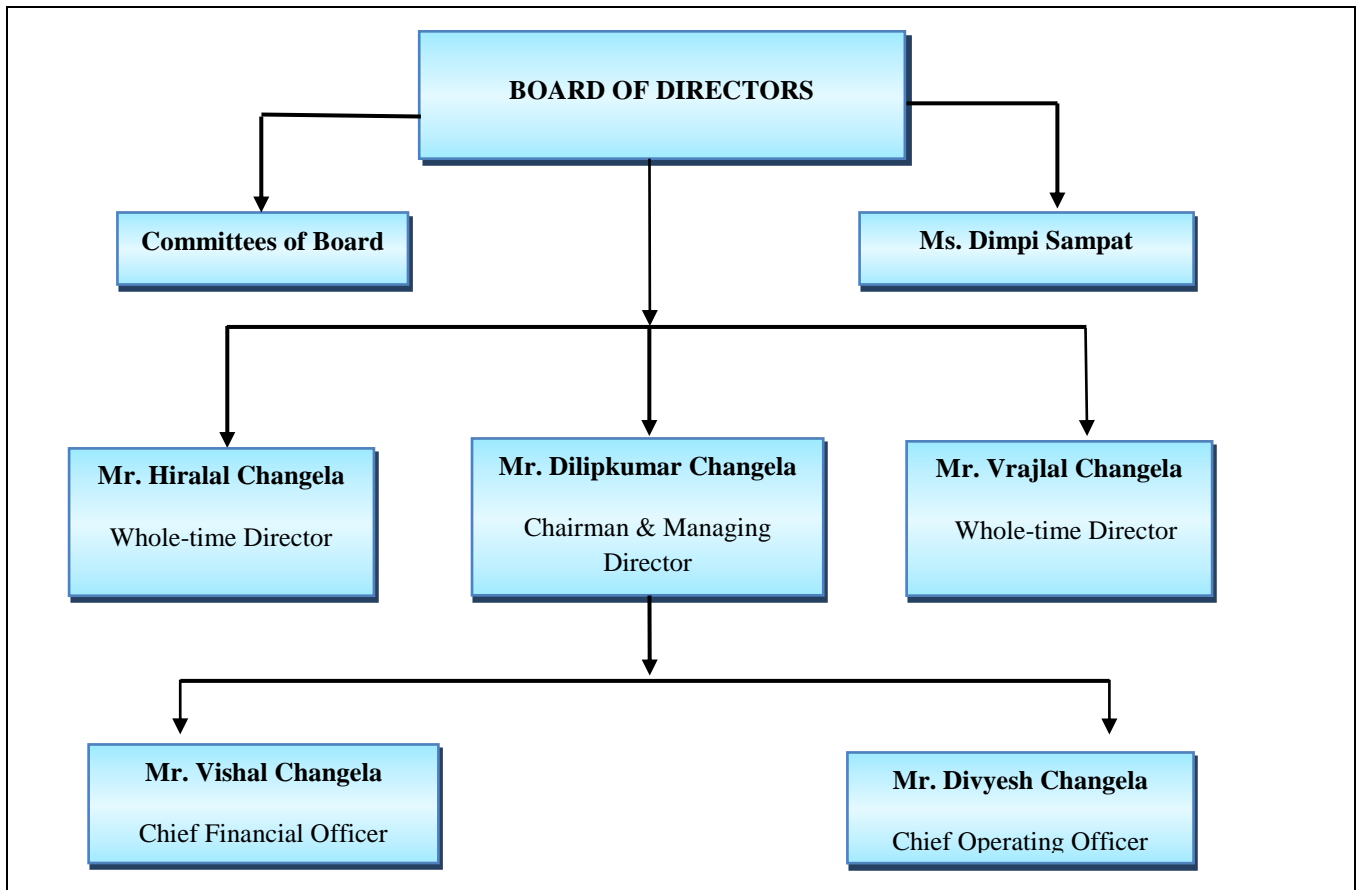 BOARD OF DIRECTORS
Committees of Board
Ms. Dimpi Sampat
Mr. Hiralal Changela
Whole-time Director
Mr. Dilipkumar Changela
Chairman & Managing
Director
Mr. Vrajlal Changela
Whole-time Director
Mr. Vishal Changela
Chief Financial Officer
Mr. Divyesh Changela
Chief Operating Officer